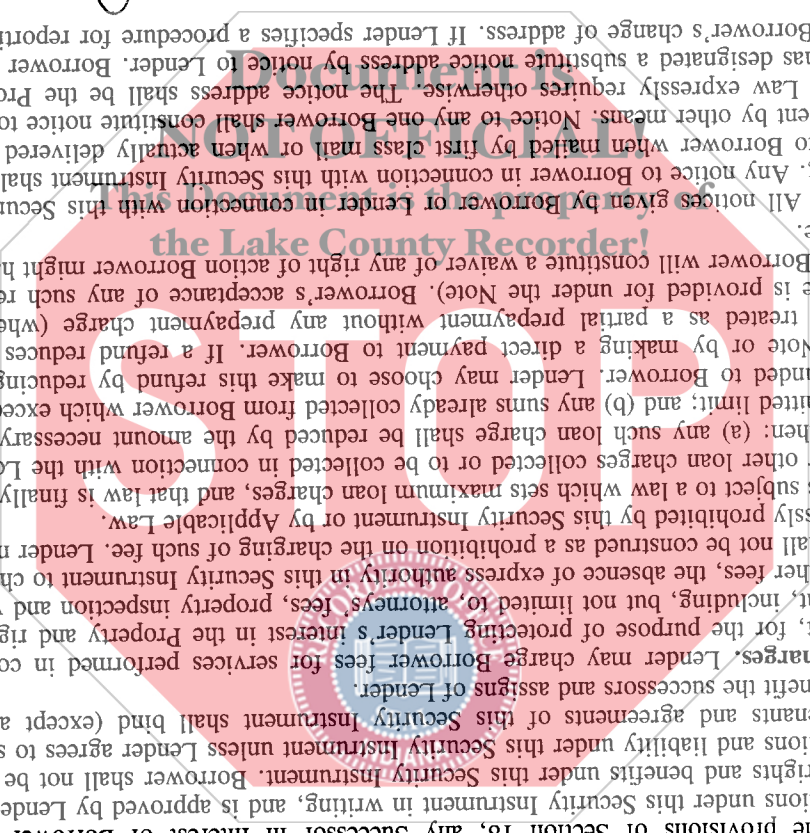 Document is
NOT OFFICIAL!
This Document is the property of
the Lake County Recorder!
STOP
provisions of Section 18, any Successor in Interest of Borrower
ions under this Security Instrument in writing, and is approved by Lende
rights and benefits under this Security Instrument. Borrower shall not be
ions and liability under this Security Instrument unless Lender agrees to s
enants and agreements of this Security Instrument shall bind (except a
nefit the successors and assigns of Lender.
harges. Lender may charge Borrower fees for services performed in co
t, for the purpose of protecting Lender's interest in the Property and rig
nt, including, but not limited to, attorneys' fees, property inspection and
her fees, the absence of express authority in this Security Instrument to ch
all not be construed as a prohibition on the charging of such fee. Lender
ssly prohibited by this Security Instrument or by Applicable Law.
s subject to a law which sets maximum loan charges, and that law is finally
other loan charges collected or to be collected in connection with the Lo
hen: (a) any such loan charge shall be reduced by the amount necessary
mitted limit; and (b) any sums already collected from Borrower which exce
unded to Borrower. Lender may choose to make this refund by reducing
Note or by making a direct payment to Borrower. If a refund reduces
treated as a partial prepayment without any prepayment charge (whe
e is provided for under the Note). Borrower's acceptance of any such re
Borrower will constitute a waiver of any right of action Borrower might h
e.
All notices given by Borrower or Lender in connection with this Secur
. Any notice to Borrower in connection with this Security Instrument shal
to Borrower when mailed by first class mail or when actually delivered
ent by other means. Notice to any one Borrower shall constitute notice to
Law expressly requires otherwise. The notice address shall be the Pro
has designated a substitute notice address by notice to Lender. Borrower
Borrower's change of address. If Lender specifies a procedure for reporti